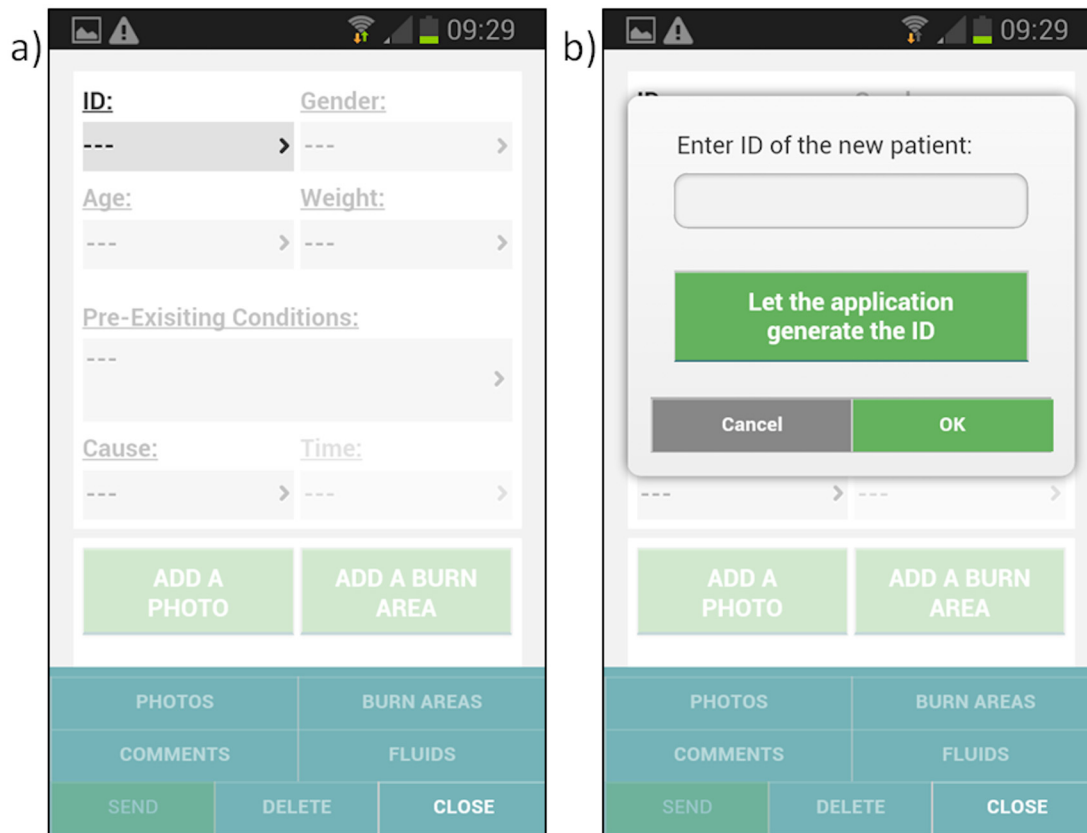 a)
09:29
ID: Gender:
--- ---
Age: Weight:
--- ---
Pre-Exisiting Conditions:
---
Cause: Time:
--- ---
ADD A
PHOTO
ADD A BURN
AREA
PHOTOS BURN AREAS
COMMENTS FLUIDS
SEND DELETE CLOSE
b)
09:29
Enter ID of the new patient:
Let the application
generate the ID
Cancel OK
--- ---
ADD A
PHOTO
ADD A BURN
AREA
PHOTOS BURN AREAS
COMMENTS FLUIDS
SEND DELETE CLOSE